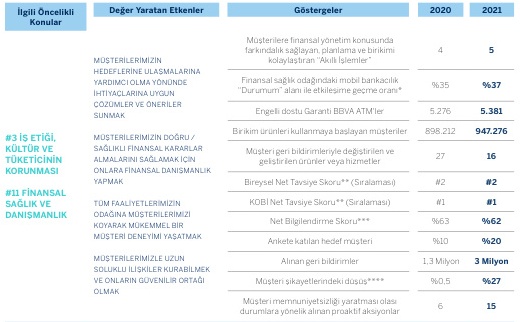 İlgili Öncelikli
Konular
Değer Yaratan Etkenler
Göstergeler
2020
2021
#3 İŞ ETİĞİ,
KÜLTÜR VE
TÜKETİCİNİN
KORUNMASI
#11 FİNANSAL
SAĞLIK VE
DANIŞMANLIK
MÜŞTERİLERİMİZİN
HEDEFLERİNE ULAŞMALARINA
YARDIMCI OLMA YÖNÜNDE
İHTİYAÇLARINA UYGUN
ÇÖZÜMLER VE ÖNERİLER
SUNMAK
MÜŞTERİLERİMİZİN DOĞRU /
SAĞLIKLI FİNANSAL KARARLAR
ALMALARINI SAĞLAMAK İÇİN
ONLARA FİNANSAL DANIŞMANLIK
YAPMAK
TÜM FAALİYETLERİMİZİN
ODAĞINA MÜŞTERİLERİMİZİ
KOYARAK MÜKEMMEL BİR
MÜŞTERİ DENEYİMİ YAŞATMAK
MÜŞTERİLERİMİZLE UZUN
SOLUKLU İLİŞKİLER KURABİLMEK
VE ONLARIN GÜVENİLİR ORTAĞI
OLMAK
Müşterilere finansal yönetim konusunda
farkındalık sağlayan, planlama ve birikimi
kolaylaştıran "Akıllı İşlemler"
4
5
Finansal sağlık odağındaki mobil bankacılık
"Durumum" alanı ile etkileşime geçme oranı*
%35
%37
Engelli dostu Garanti BBVA ATM'ler
5.276
5.381
Birikim ürünleri kullanmaya başlayan müşteriler
898.212
947.276
Müşteri geri bildirimleriyle değiştirilen ve
geliştirilen ürünler veya hizmetler
27
16
Bireysel Net Tavsiye Skoru** (Sıralaması)
#2
#2
KOBİ Net Tavsiye Skoru** (Sıralaması)
#1
#1
Net Bilgilendirme Skoru***
%63
%62
Ankete katılan hedef müşteri
%10
%20
Alınan geri bildirimler
1,3 Milyon
3 Milyon
Müşteri şikayetlerindeki düşüş****
%0,5
%27
Müşteri memnuniyetsizliği yaratması olası
durumlara yönelik alınan proaktif aksiyonlar
6
15